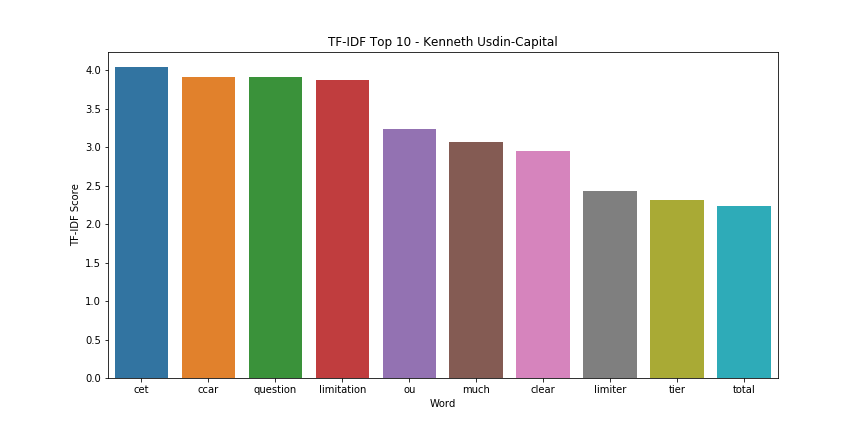 TF-IDF Top 10 - Kenneth Usdin-Capital
TF-IDF Score
4.0
3.5
3.0
2.5
2.0
1.5
1.0
0.5
0.0
cet ccar question limitation ou much clear limiter tier total
Word